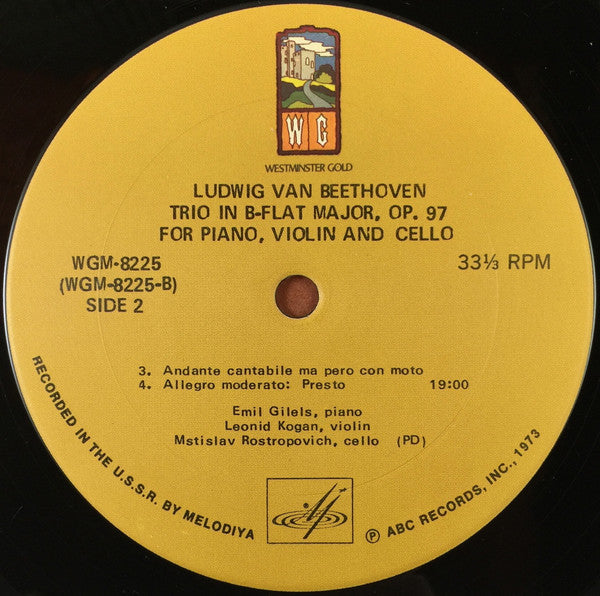 WG
WESTMINSTER GOLD
LUDWIG VAN BEETHOVEN
TRIO IN B-FLAT MAJOR, OP. 97
FOR PIANO, VIOLIN AND CELLO
WGM-8225
(WGM-8225-B)
SIDE 2
33⅓ RPM
3. Andante cantabile ma pero con moto
4. Allegro moderato: Presto 19:00
Emil Gilels, piano
Leonid Kogan, violin
Mstislav Rostropovich, cello (PD)
RECORDED IN THE U.S.S.R. BY MELODIYA
℗ ABC RECORDS, INC., 1973